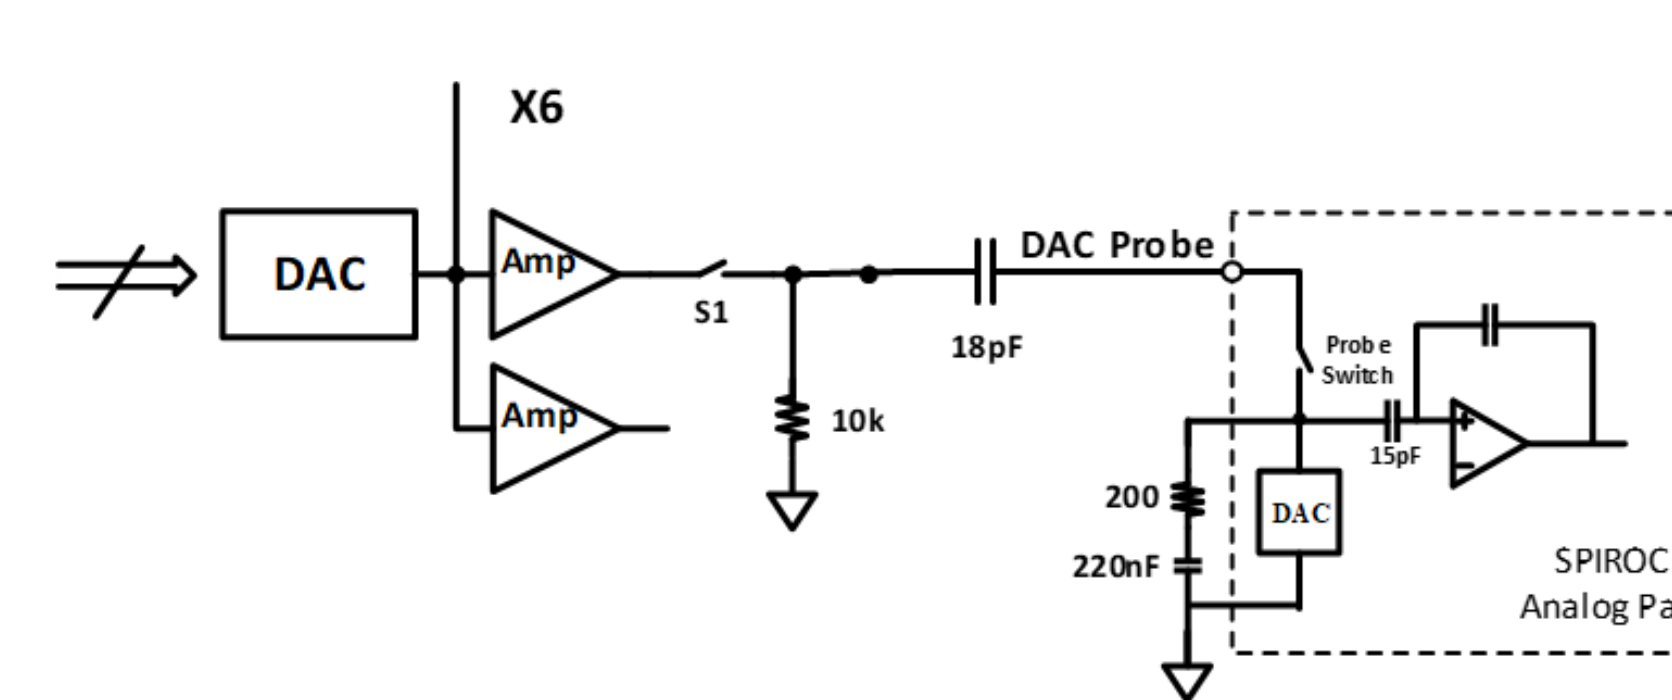 X6
DAC
Amp
S1
Amp
10k
18pF
DAC Probe
Probe
Switch
15pF
200
220nF
DAC
+
−
SPIROC
Analog Pa